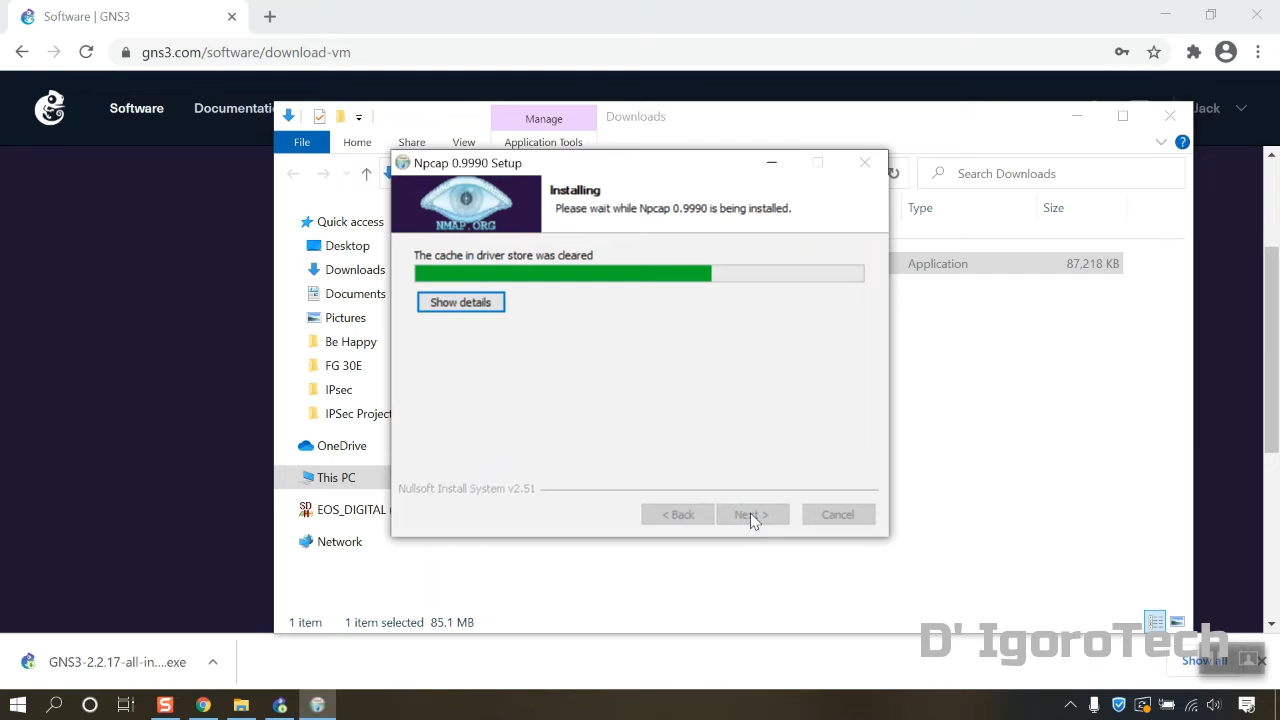 Software | GNS3
gns3.com/software/download-vm
Software
Documentatio
Jack
Manage
Downloads
File
Home
Share
View
Application Tools
Npcap 0.9990 Setup
NMAP.ORG
Installing
Please wait while Npcap 0.9990 is being installed.
The cache in driver store was cleared
Show details
Nullsoft Install System v2.51
< Back
Next >
Cancel
Search Downloads
Type
Size
Application
87,218 KB
Quick access
Desktop
Downloads
Documents
Pictures
Be Happy
FG 30E
IPsec
IPSec Project
OneDrive
This PC
EOS_DIGITAL (
Network
1 item
1 item selected
85.1 MB
D' IgoroTech
GNS3-2.2.17-all-in....exe
Show all